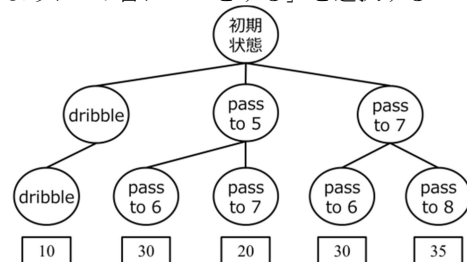 初期
状態
dribble
pass
to 5
pass
to 7
dribble
pass
to 6
pass
to 7
pass
to 6
pass
to 8
10
30
20
30
35